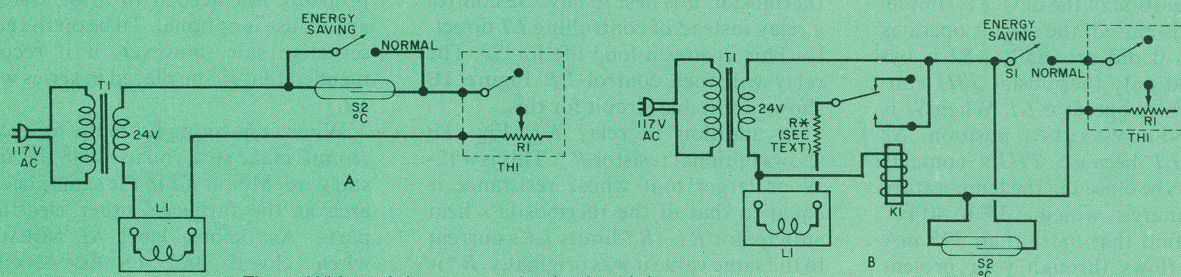 ENERGY
SAVING
NORMAL
T1
117V
AC
24V
S2
°C
R1
TH1
A
L1
ENERGY
SAVING
S1
NORMAL
T1
117V
AC
24V
R*
(SEE
TEXT)
R1
TH1
K1
L1
B
S2
°C